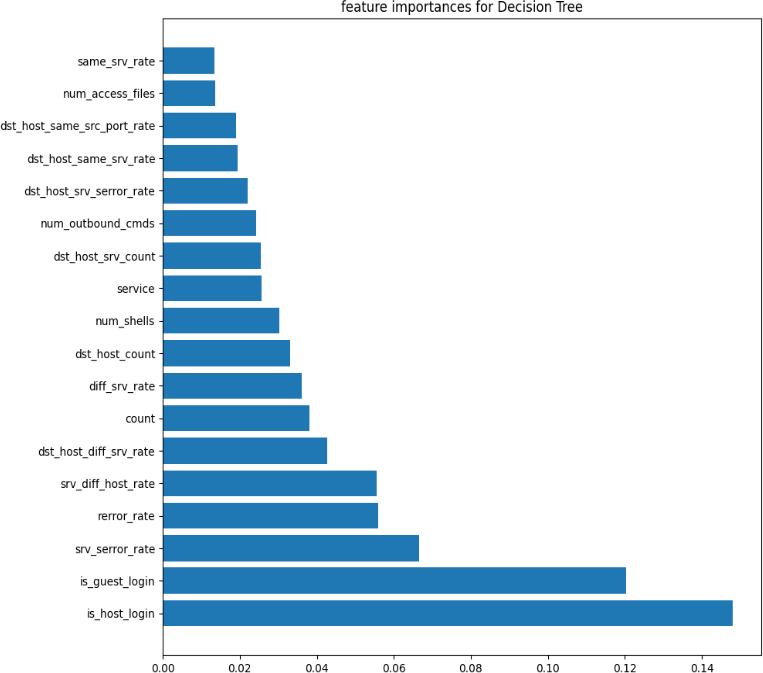 feature importances for Decision Tree
same_srv_rate
num_access_files
dst_host_same_src_port_rate
dst_host_same_srv_rate
dst_host_srv_serror_rate
num_outbound_cmds
dst_host_srv_count
service
num_shells
dst_host_count
diff_srv_rate
count
dst_host_diff_srv_rate
srv_diff_host_rate
rerror_rate
srv_serror_rate
is_guest_login
is_host_login
0.00 0.02 0.04 0.06 0.08 0.10 0.12 0.14